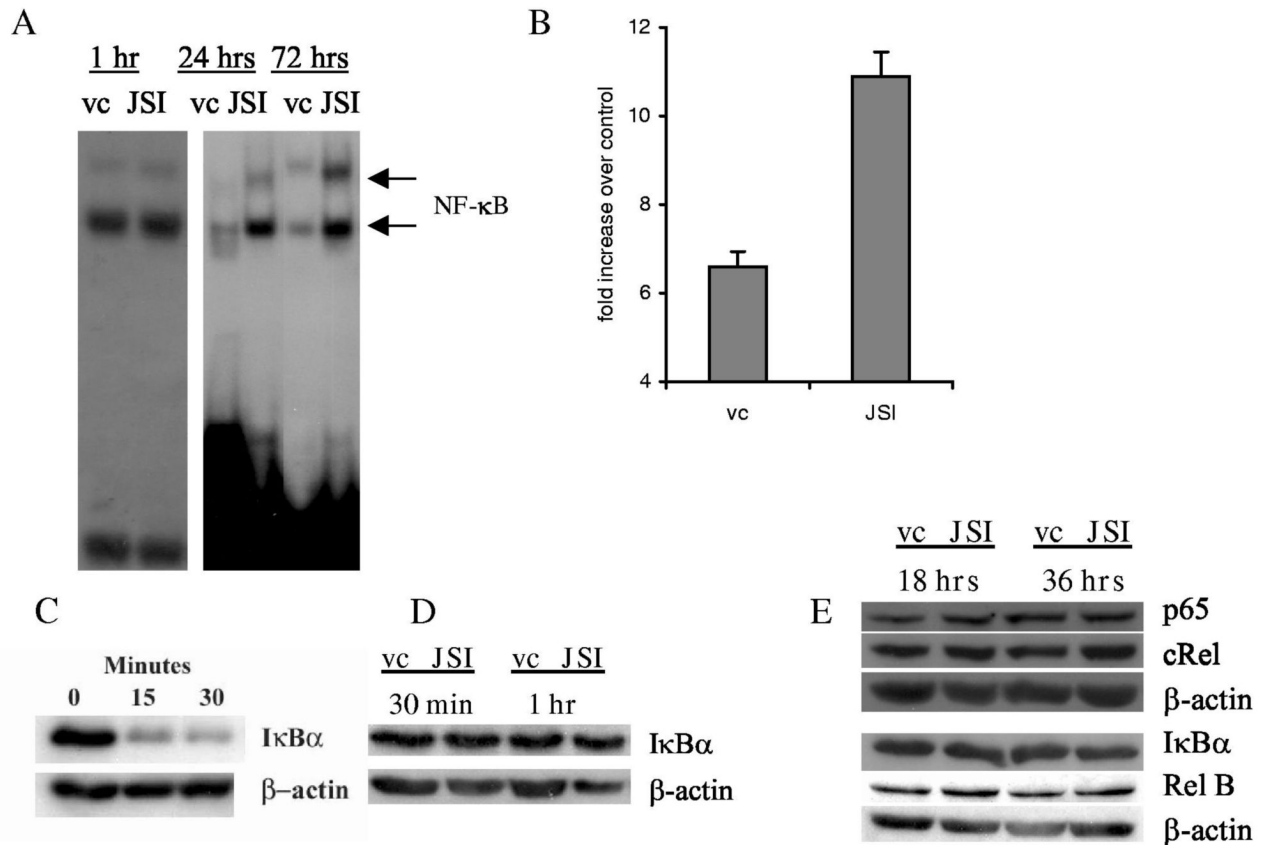 A
1 hr 24 hrs 72 hrs
vc JSI vc JSI vc JSI
NF-κB
B
fold increase over control
12
10
8
6
4
vc JSI
C
Minutes
0 15 30
IκBα
β–actin
D
vc JSI vc JSI
30 min 1 hr
IκBα
β-actin
E
vc JSI vc JSI
18 hrs 36 hrs
p65
cRel
β-actin
IκBα
Rel B
β-actin